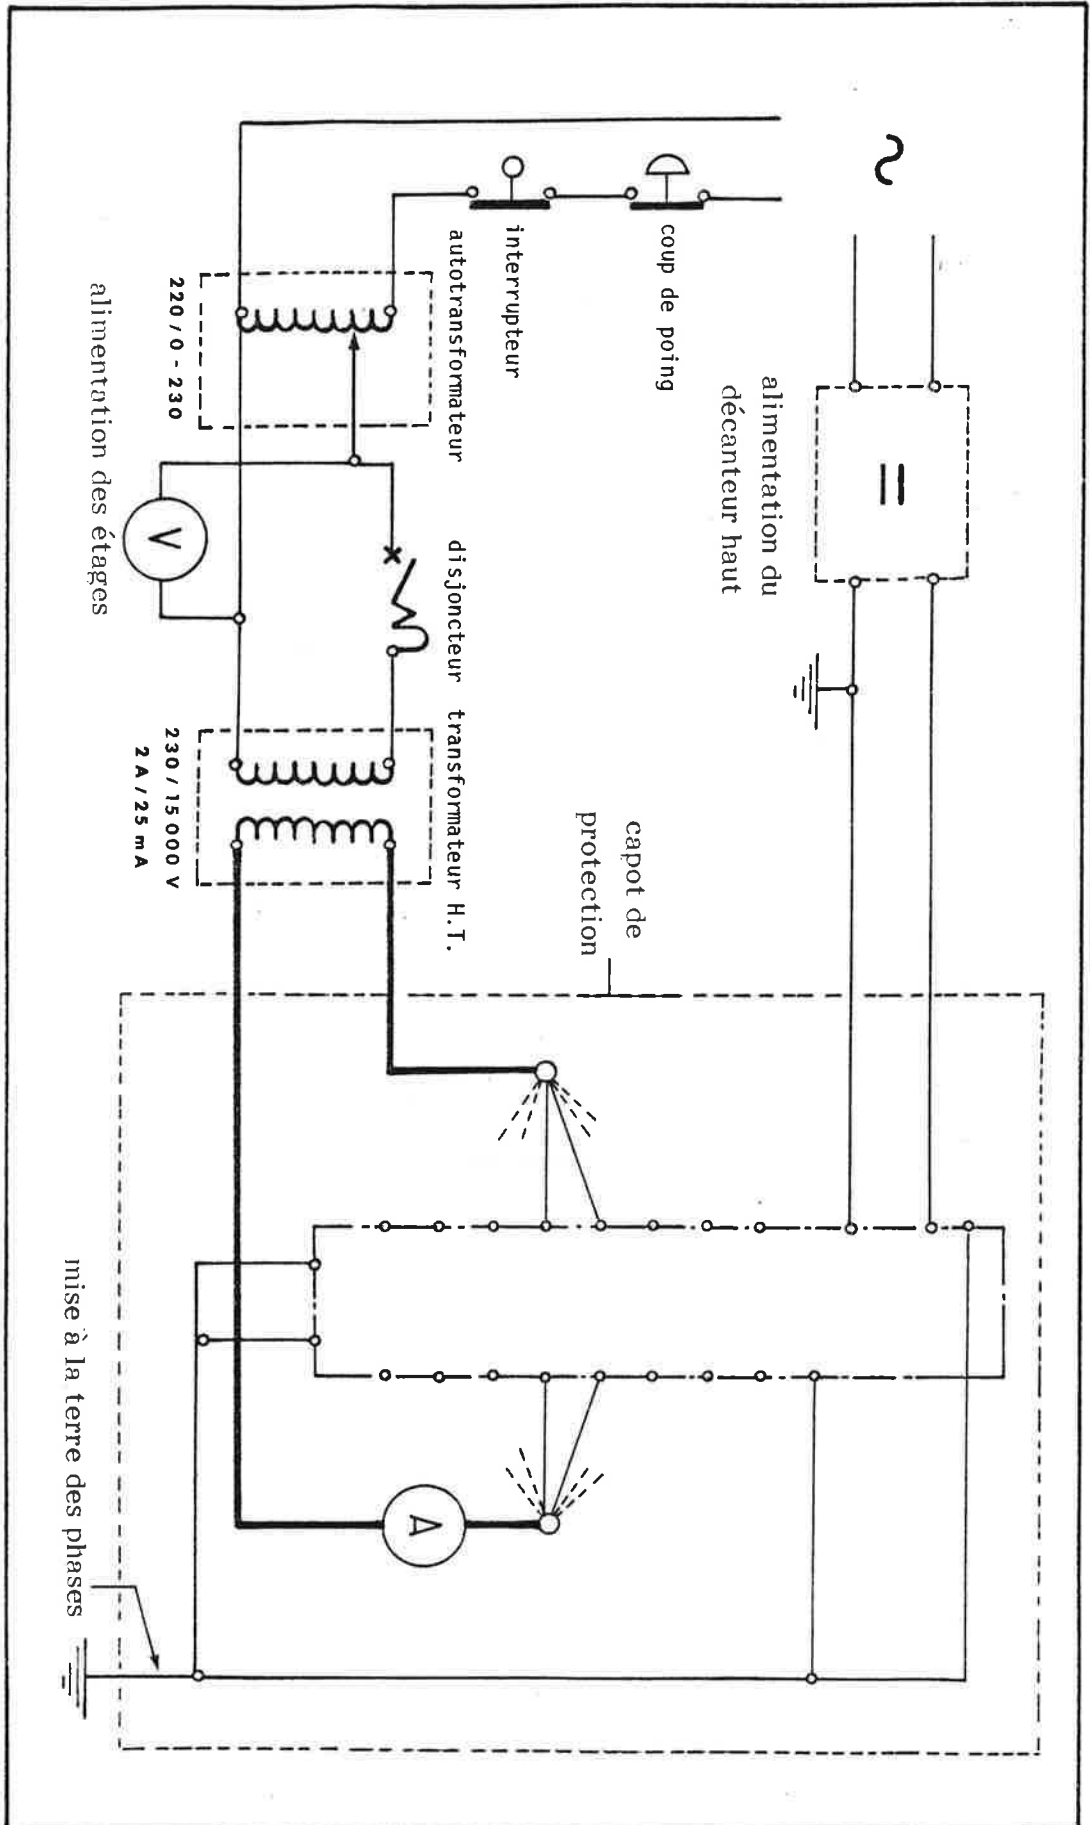 ∼
coup de poing
interrupteur
autotransformateur
220 / 0 - 230
alimentation des étages
V
disjoncteur
transformateur H.T.
230 / 15 000 V
2 A / 25 mA
alimentation du
décanteur haut
=
capot de
protection
A
mise à la terre des phases